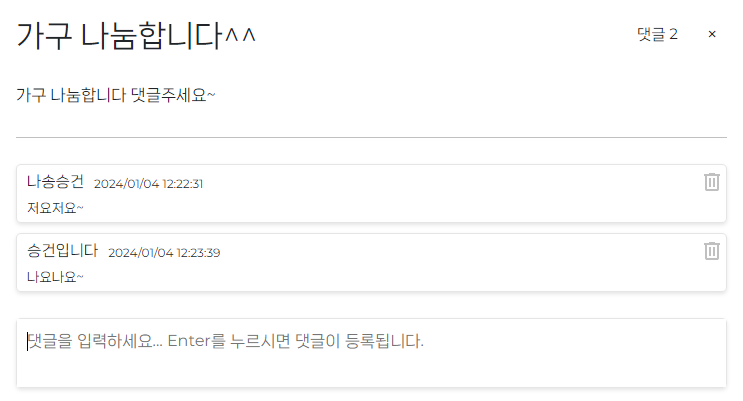 가구 나눔합니다^^
댓글 2 ×
가구 나눔합니다 댓글주세요~
나송승건 2024/01/04 12:22:31
저요저요~
승건입니다 2024/01/04 12:23:39
나요나요~
댓글을 입력하세요... Enter를 누르시면 댓글이 등록됩니다.